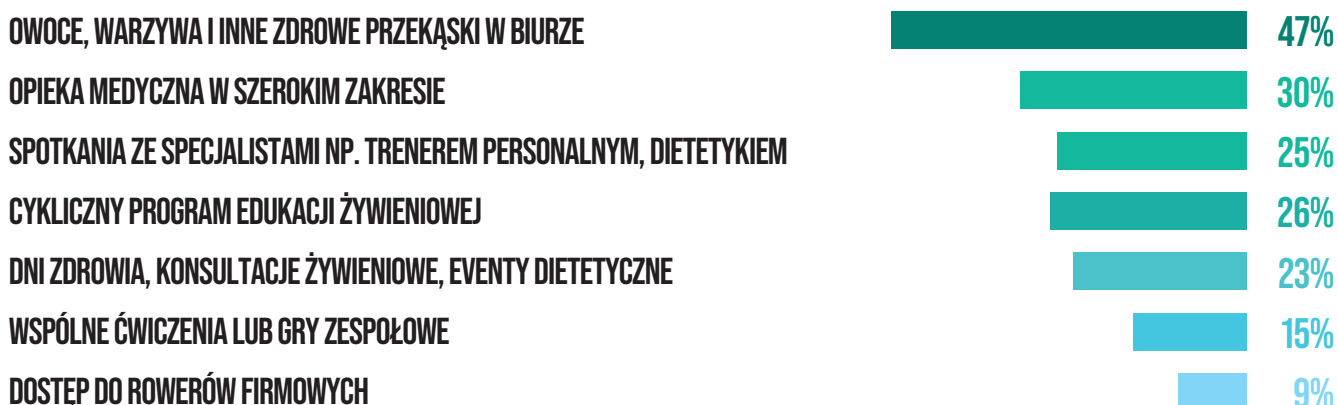 OWOCE, WARZYWA I INNE ZDROWE PRZEKĄSKI W BIURZE 47%
OPIEKA MEDYCZNA W SZEROKIM ZAKRESIE 30%
SPOTKANIA ZE SPECJALISTAMI NP. TRENEREM PERSONALNYM, DIETETYKIEM 25%
CYKLICZNY PROGRAM EDUKACJI ŻYWIENIOWEJ 26%
DNI ZDROWIA, KONSULTACJE ŻYWIENIOWE, EVENTY DIETETYCZNE 23%
WSPÓLNE ĆWICZENIA LUB GRY ZESPOŁOWE 15%
DOSTĘP DO ROWERÓW FIRMOWYCH 9%